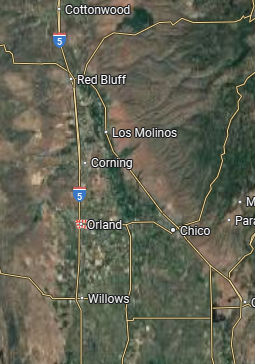 Cottonwood
5
Red Bluff
Los Molinos
Corning
5
Orland
Chico
Willows